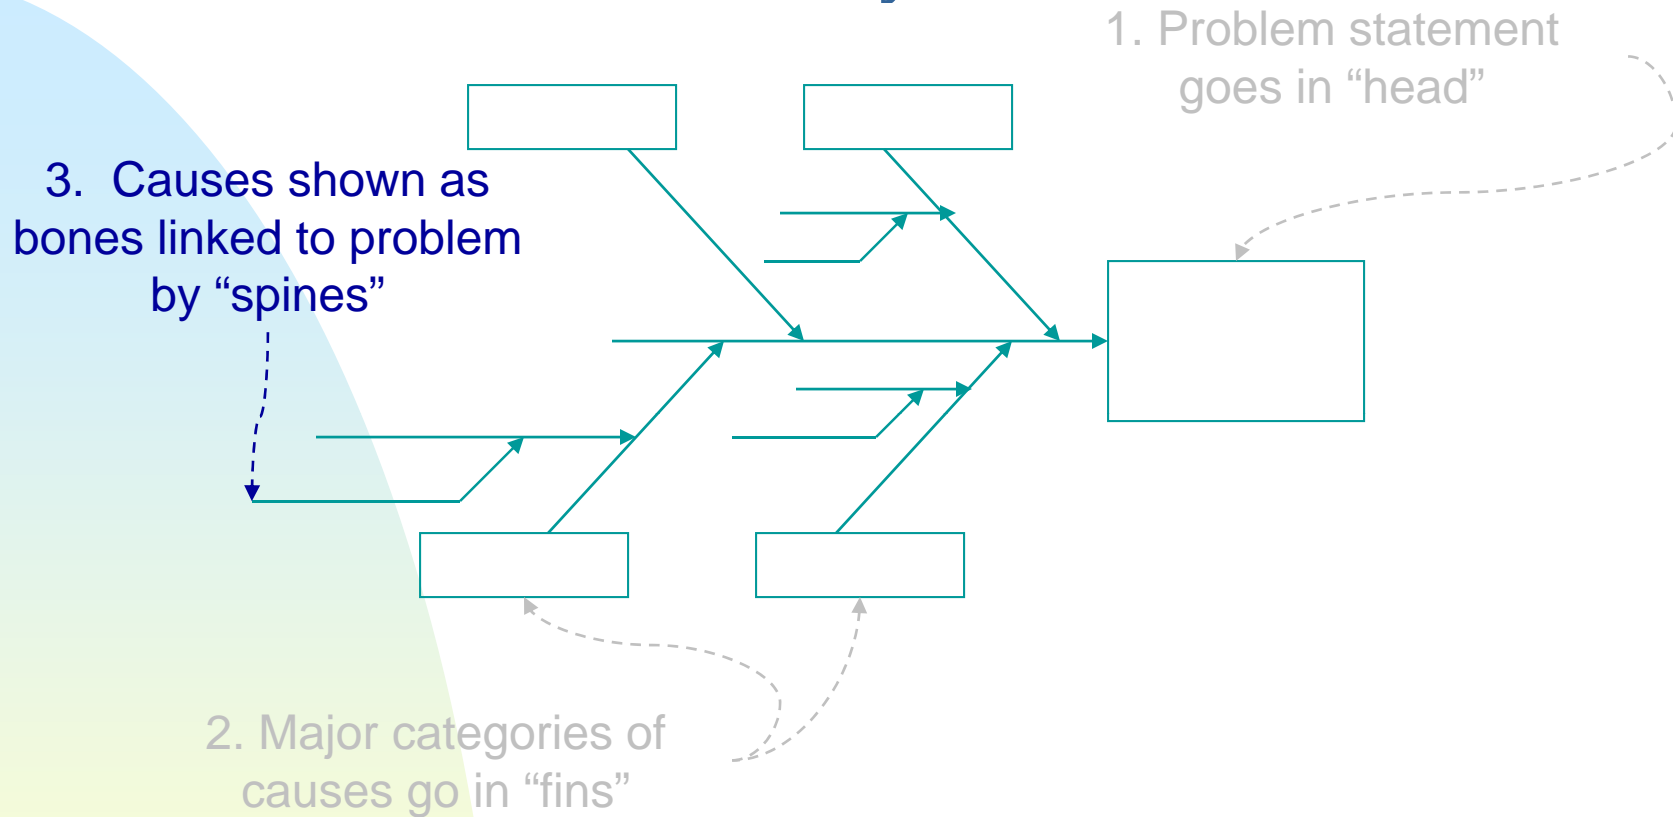 1. Problem statement
goes in “head”
3.  Causes shown as
bones linked to problem
by “spines”
2. Major categories of
causes go in “fins”